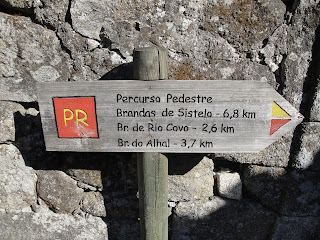 PR
Percurso Pedestre
Brandas de Sistelo - 6,8 km
Br. de Rio Covo - 2,6 km
Br. do Alhal - 3,7 km